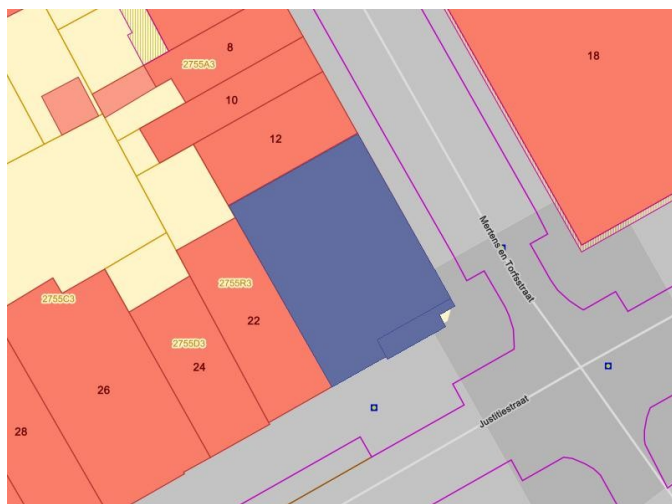 8
18
2755A3
10
12
Mertens en Torfsstraat
2755R3
2755C3
22
2755D3
24
26
Justitiestraat
28